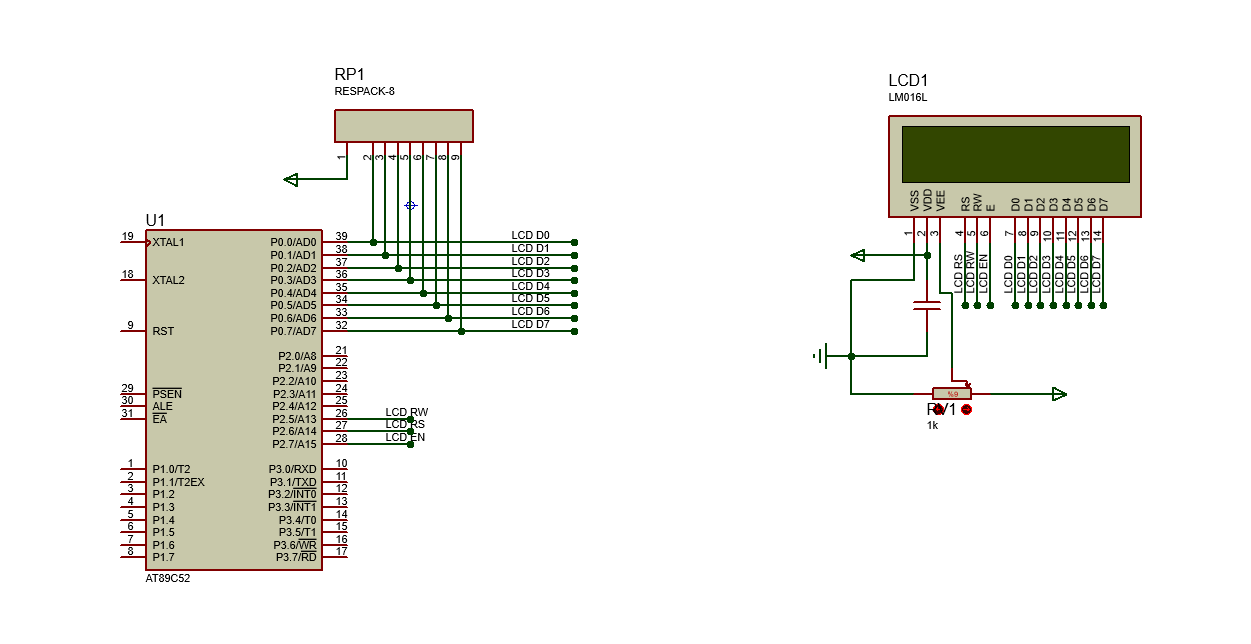 RP1
RESPACK-8
1 2 3 4 5 6 7 8 9
U1
19 XTAL1
18 XTAL2
9 RST
29 PSEN
30 ALE
31 EA
1 P1.0/T2
2 P1.1/T2EX
3 P1.2
4 P1.3
5 P1.4
6 P1.5
7 P1.6
8 P1.7
P0.0/AD0 39 LCD D0
P0.1/AD1 38 LCD D1
P0.2/AD2 37 LCD D2
P0.3/AD3 36 LCD D3
P0.4/AD4 35 LCD D4
P0.5/AD5 34 LCD D5
P0.6/AD6 33 LCD D6
P0.7/AD7 32 LCD D7
P2.0/A8 21
P2.1/A9 22
P2.2/A10 23
P2.3/A11 24
P2.4/A12 25
P2.5/A13 26 LCD RW
P2.6/A14 27 LCD RS
P2.7/A15 28 LCD EN
P3.0/RXD 10
P3.1/TXD 11
P3.2/INT0 12
P3.3/INT1 13
P3.4/T0 14
P3.5/T1 15
P3.6/WR 16
P3.7/RD 17
AT89C52
LCD1
LM016L
VSS VDD VEE RS RW E D0 D1 D2 D3 D4 D5 D6 D7
1 2 3 4 5 6 7 8 9 10 11 12 13 14
LCD RS
LCD RW
LCD EN
LCD D0
LCD D1
LCD D2
LCD D3
LCD D4
LCD D5
LCD D6
LCD D7
RV1
1k